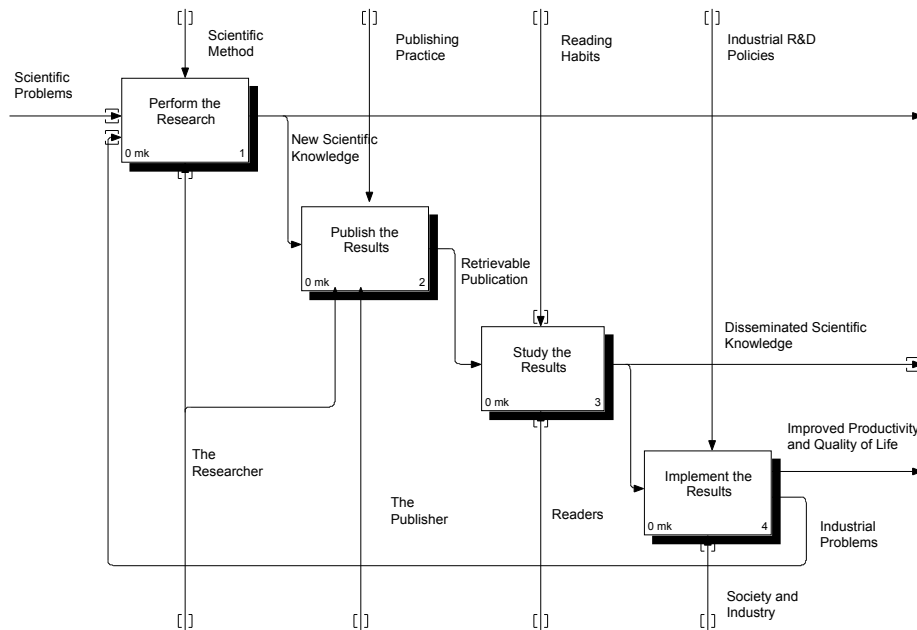 Scientific
Method
Publishing
Practice
Reading
Habits
Industrial R&D
Policies
Scientific
Problems
Perform the
Research
0 mk
1
New Scientific
Knowledge
Publish the
Results
0 mk
2
Retrievable
Publication
Study the
Results
0 mk
3
Disseminated Scientific
Knowledge
Improved Productivity
and Quality of Life
The
Researcher
Implement the
Results
0 mk
4
The
Publisher
Readers
Industrial
Problems
Society and
Industry